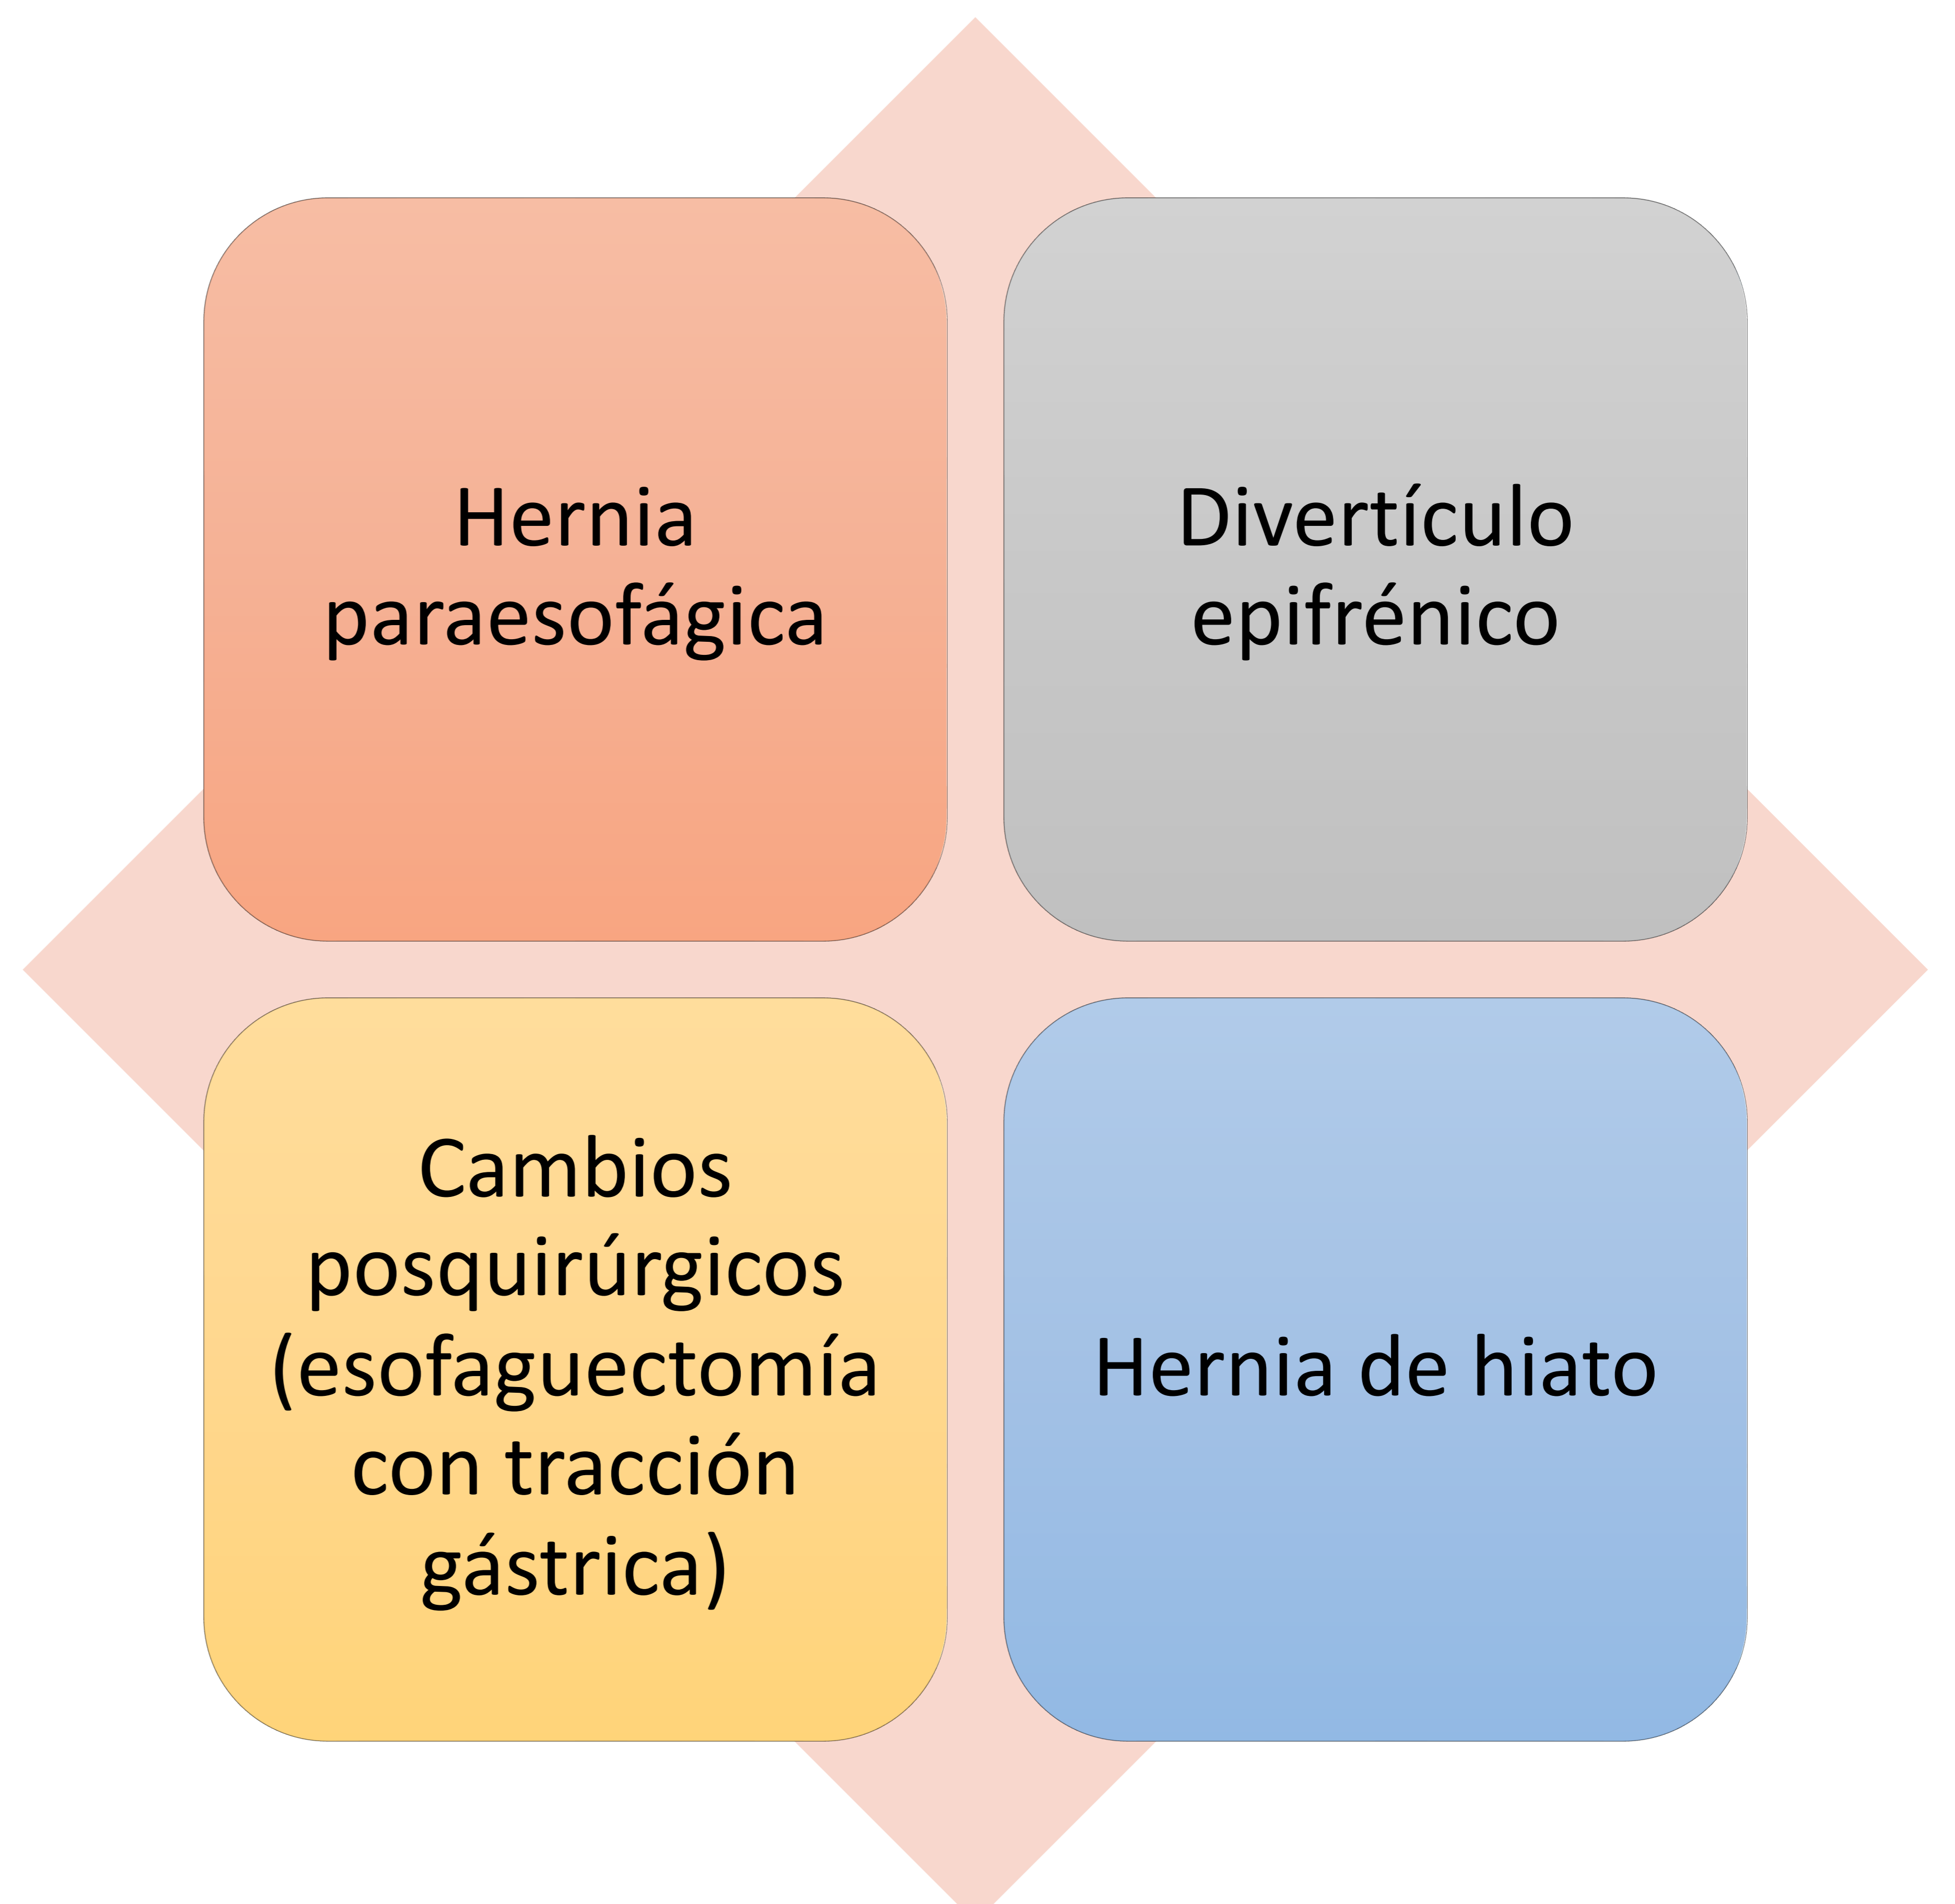 Hernia
paraesofágica
Divertículo
epifrénico
Cambios
posquirúrgicos
(esofaguectomía
con tracción
gástrica)
Hernia de hiato